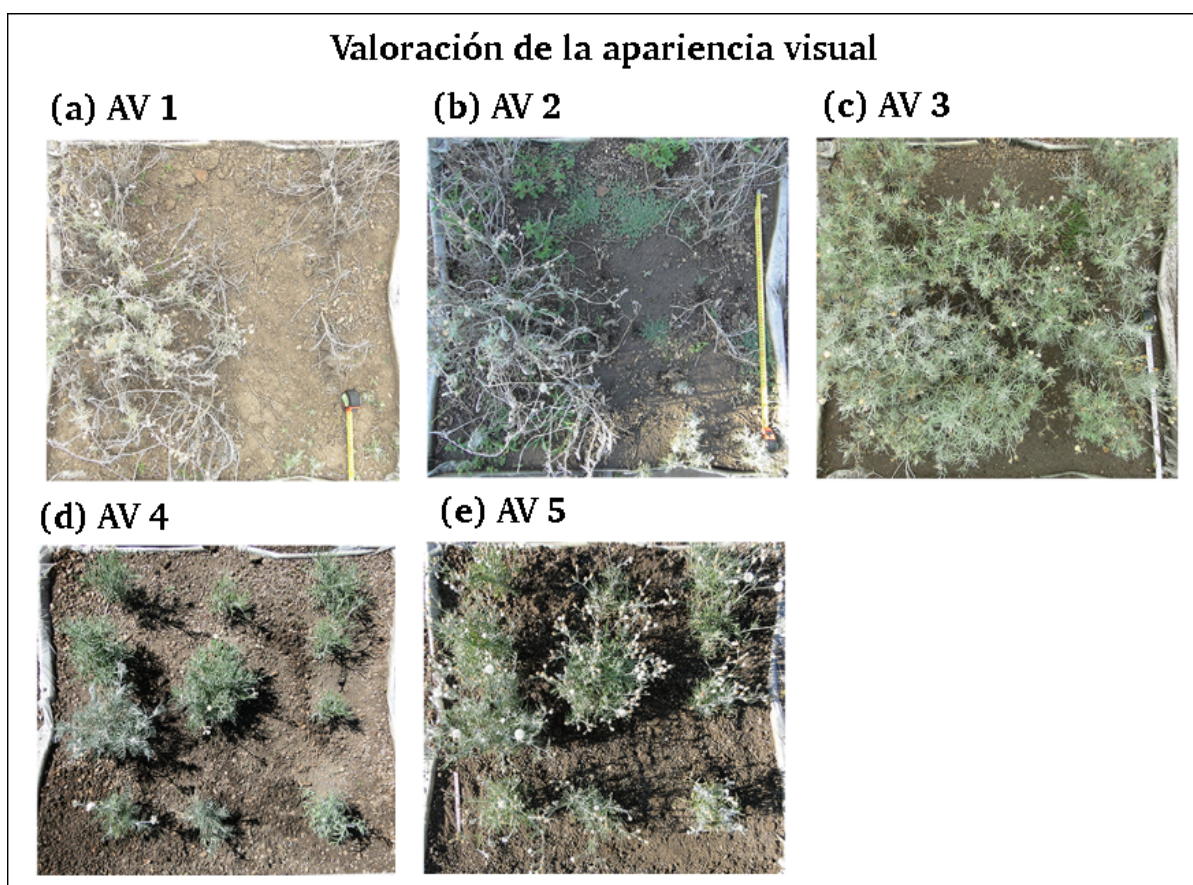 Valoración de la apariencia visual
(a) AV 1
(b) AV 2
(c) AV 3
(d) AV 4
(e) AV 5